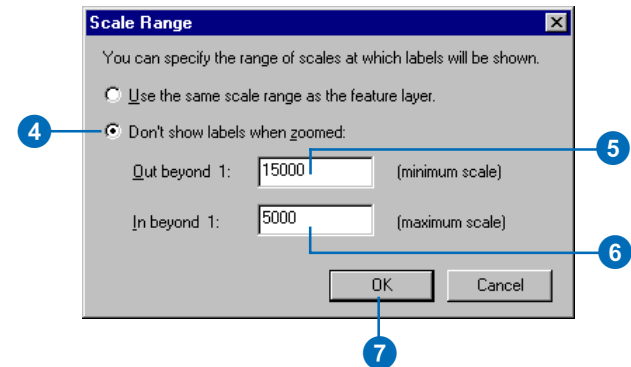 Scale Range
You can specify the range of scales at which labels will be shown.
Use the same scale range as the feature layer.
4
Don't show labels when zoomed:
5
Out beyond 1: 15000 (minimum scale)
In beyond 1: 5000 (maximum scale)
6
OK Cancel
7